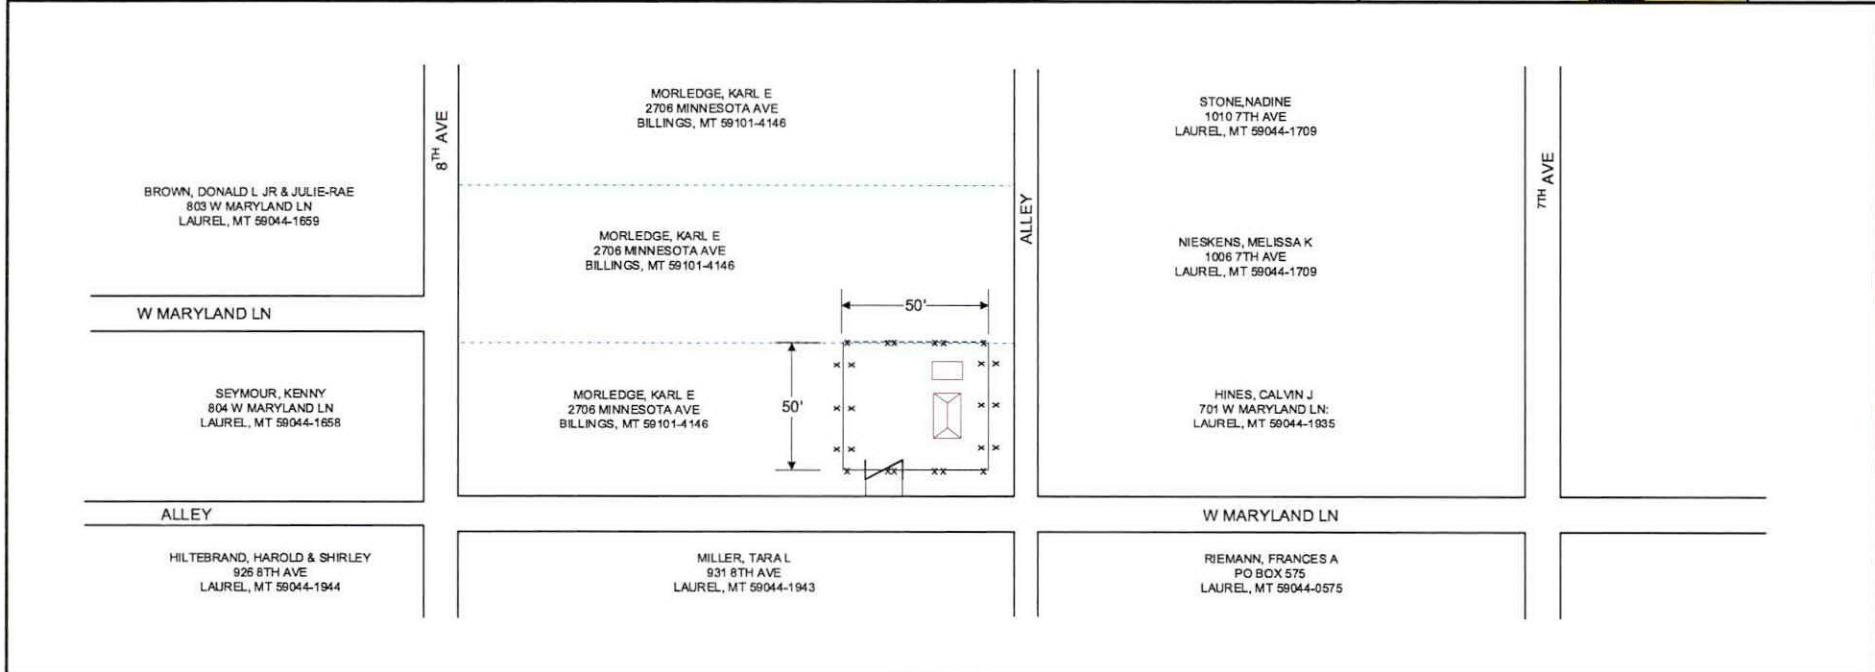 MORLEDGE, KARL E
2706 MINNESOTA AVE
BILLINGS, MT 59101-4146
STONE,NADINE
1010 7TH AVE
LAUREL, MT 59044-1709
8TH AVE
7TH AVE
BROWN, DONALD L JR & JULIE-RAE
803 W MARYLAND LN
LAUREL, MT 59044-1659
ALLEY
MORLEDGE, KARL E
2706 MINNESOTA AVE
BILLINGS, MT 59101-4146
NIESKENS, MELISSA K
1006 7TH AVE
LAUREL, MT 59044-1709
W MARYLAND LN
50'
SEYMOUR, KENNY
804 W MARYLAND LN
LAUREL, MT 59044-1658
MORLEDGE, KARL E
2706 MINNESOTA AVE
BILLINGS, MT 59101-4146
50'
HINES, CALVIN J
701 W MARYLAND LN:
LAUREL, MT 59044-1935
ALLEY
W MARYLAND LN
HILTEBRAND, HAROLD & SHIRLEY
926 8TH AVE
LAUREL, MT 59044-1944
MILLER, TARA L
931 8TH AVE
LAUREL, MT 59044-1943
RIEMANN, FRANCES A
PO BOX 575
LAUREL, MT 59044-0575